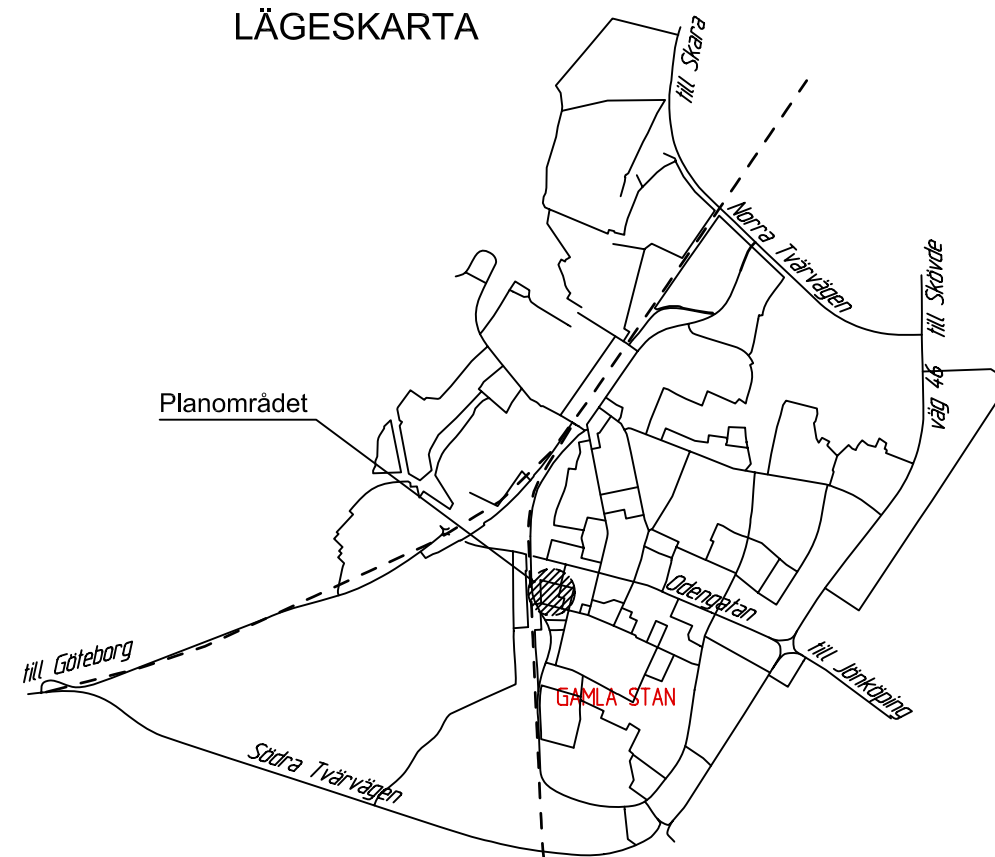 LÄGESKARTA
till Skara
Norra Tvärvägen
väg 46 till Skövde
Planområdet
Odengatan
till Göteborg
till Jönköping
GAMLA STAN
Södra Tvärvägen